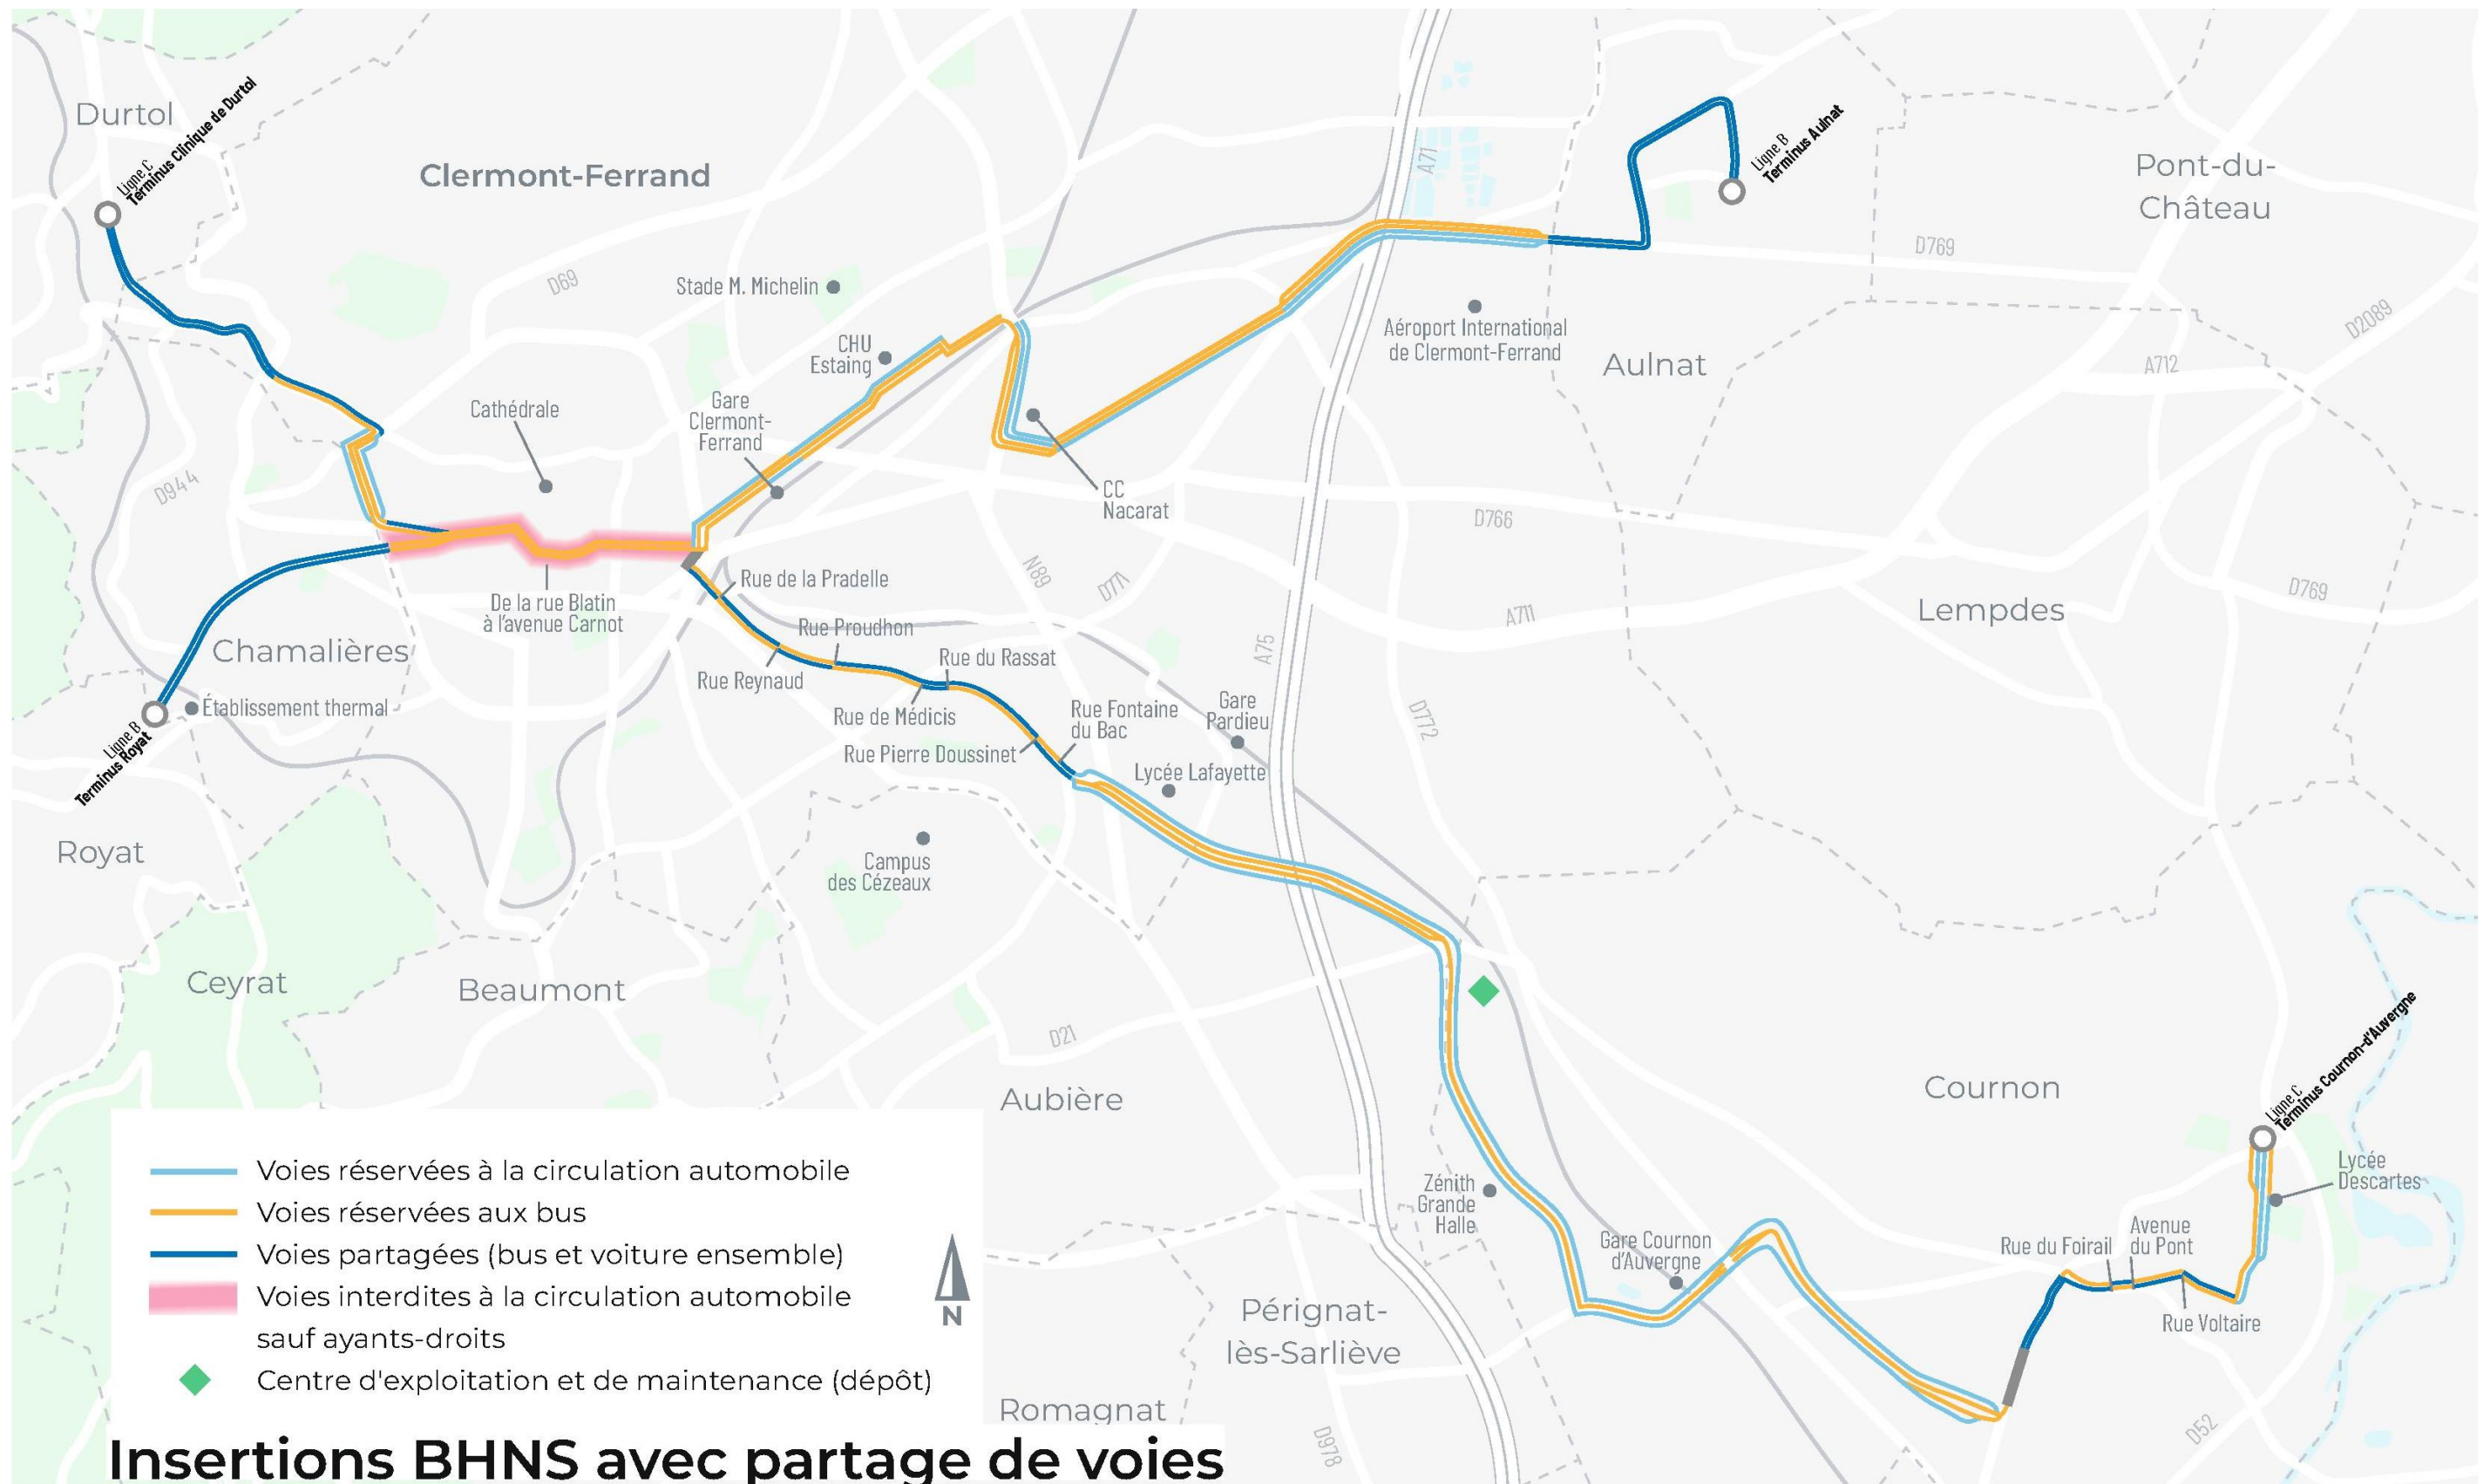 Durtol
Ligne C
Terminus Clinique de Durtol
Clermont-Ferrand
Ligne B
Terminus Aulnat
Pont-du-
Château
A71
D769
D69
Stade M. Michelin
CHU
Estaing
Aéroport International
de Clermont-Ferrand
Aulnat
D2089
A712
Cathédrale
Gare
Clermont-
Ferrand
D944
CC
Nacarat
D766
De la rue Blatin
à l'avenue Carnot
Rue de la Pradelle
N89
D771
A711
Lempdes
D769
Chamalières
Rue Proudhon
Rue Reynaud
Rue du Rassat
A75
Établissement thermal
Rue de Médicis
Rue Fontaine
du Bac
Gare
Pardieu
D772
Ligne B
Terminus Royat
Rue Pierre Doussinet
Lycée Lafayette
Royat
Campus
des Cézeaux
Ceyrat
Beaumont
D21
Aubière
Cournon
Ligne C
Terminus Cournon-d'Auvergne
Lycée
Descartes
Zénith
Grande
Halle
Gare Cournon
d'Auvergne
Rue du Foirail
Avenue
du Pont
Rue Voltaire
Pérignat-
lès-Sarliève
Romagnat
D978
D52
Voies réservées à la circulation automobile
Voies réservées aux bus
Voies partagées (bus et voiture ensemble)
Voies interdites à la circulation automobile
sauf ayants-droits
Centre d'exploitation et de maintenance (dépôt)
N
Insertions BHNS avec partage de voies